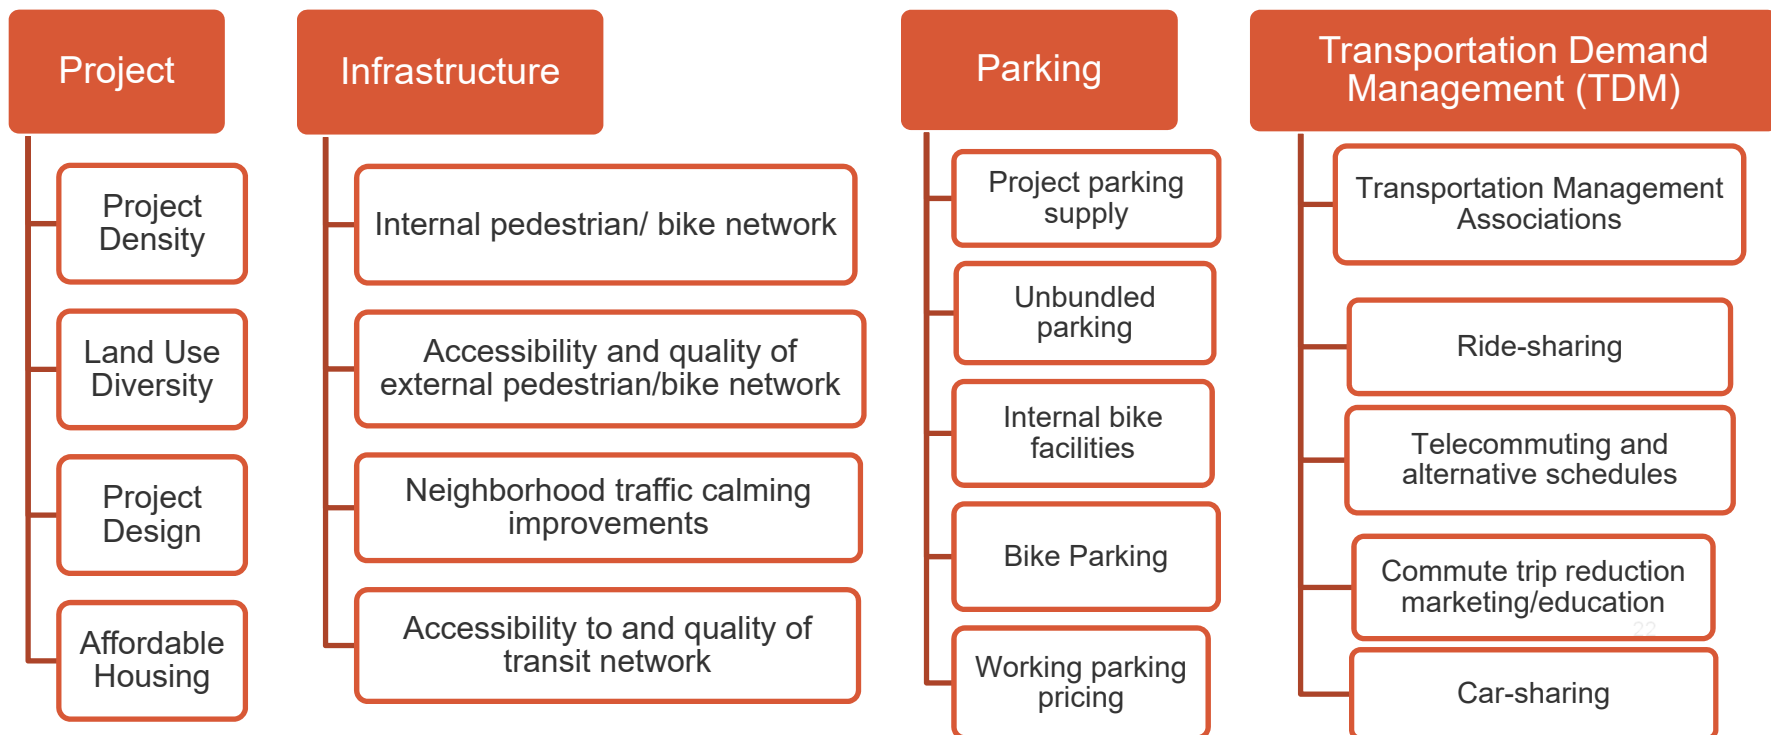 Project
Project
Density
Land Use
Diversity
Project
Design
Affordable
Housing
Infrastructure
Internal pedestrian/ bike network
Accessibility and quality of
external pedestrian/bike network
Neighborhood traffic calming
improvements
Accessibility to and quality of
transit network
Parking
Project parking
supply
Unbundled
parking
Internal bike
facilities
Bike Parking
Working parking
pricing
Transportation Demand
Management (TDM)
Transportation Management
Associations
Ride-sharing
Telecommuting and
alternative schedules
Commute trip reduction
marketing/education
22
Car-sharing